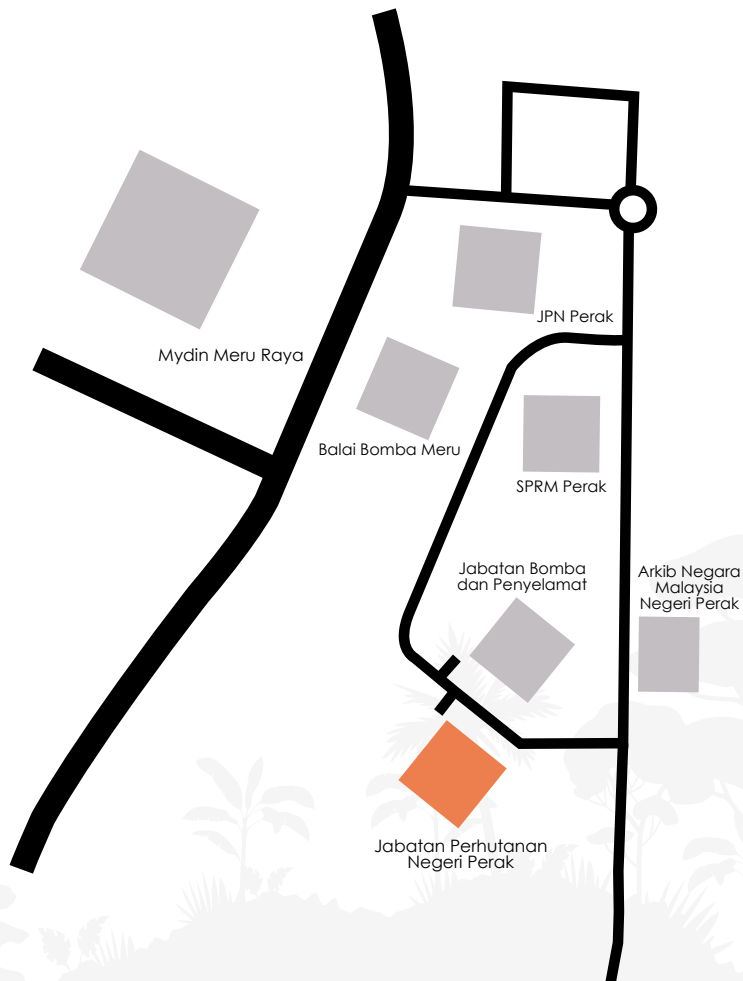 JPN Perak
Mydin Meru Raya
Balai Bomba Meru
SPRM Perak
Jabatan Bomba
dan Penyelamat
Arkib Negara
Malaysia
Negeri Perak
Jabatan Perhutanan
Negeri Perak